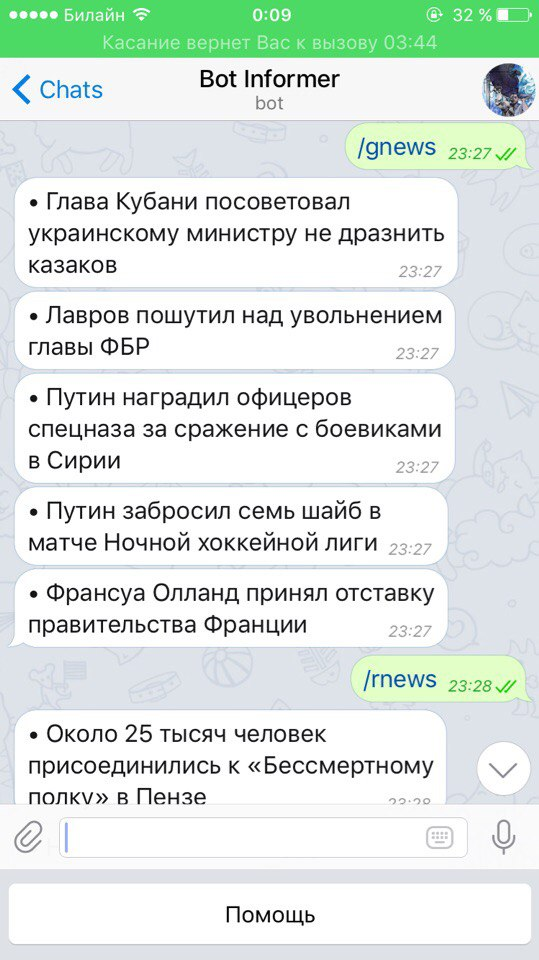 Билайн 0:09 32 %
Касание вернет Вас к вызову 03:44
Chats Bot Informer
bot
/gnews 23:27
• Глава Кубани посоветовал
украинскому министру не дразнить
казаков 23:27
• Лавров пошутил над увольнением
главы ФБР 23:27
• Путин наградил офицеров
спецназа за сражение с боевиками
в Сирии 23:27
• Путин забросил семь шайб в
матче Ночной хоккейной лиги 23:27
• Франсуа Олланд принял отставку
правительства Франции 23:27
/rnews 23:28
• Около 25 тысяч человек
присоединились к «Бессмертному
полку» в Пензе 23:28
Помощь